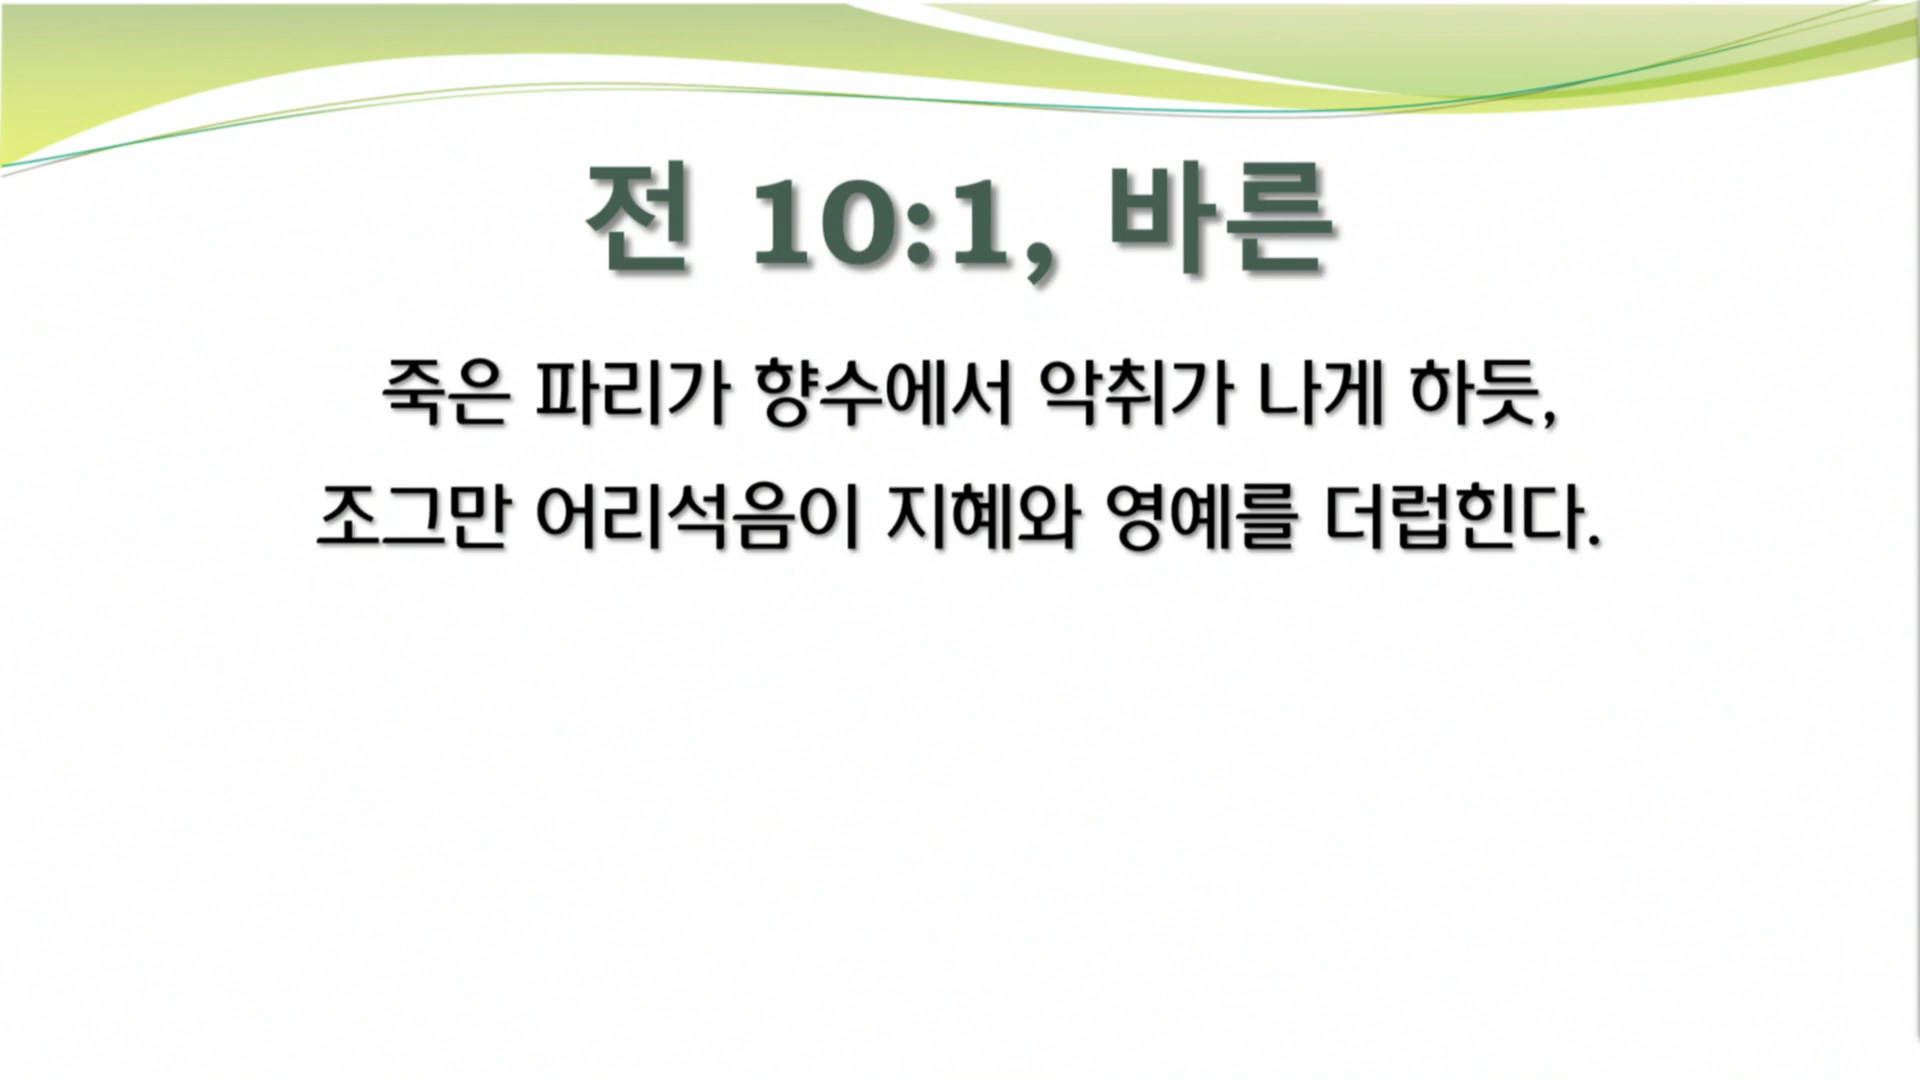 전 10:1, 바른
죽은 파리가 향수에서 악취가 나게 하듯,
조그만 어리석음이 지혜와 영예를 더럽힌다.